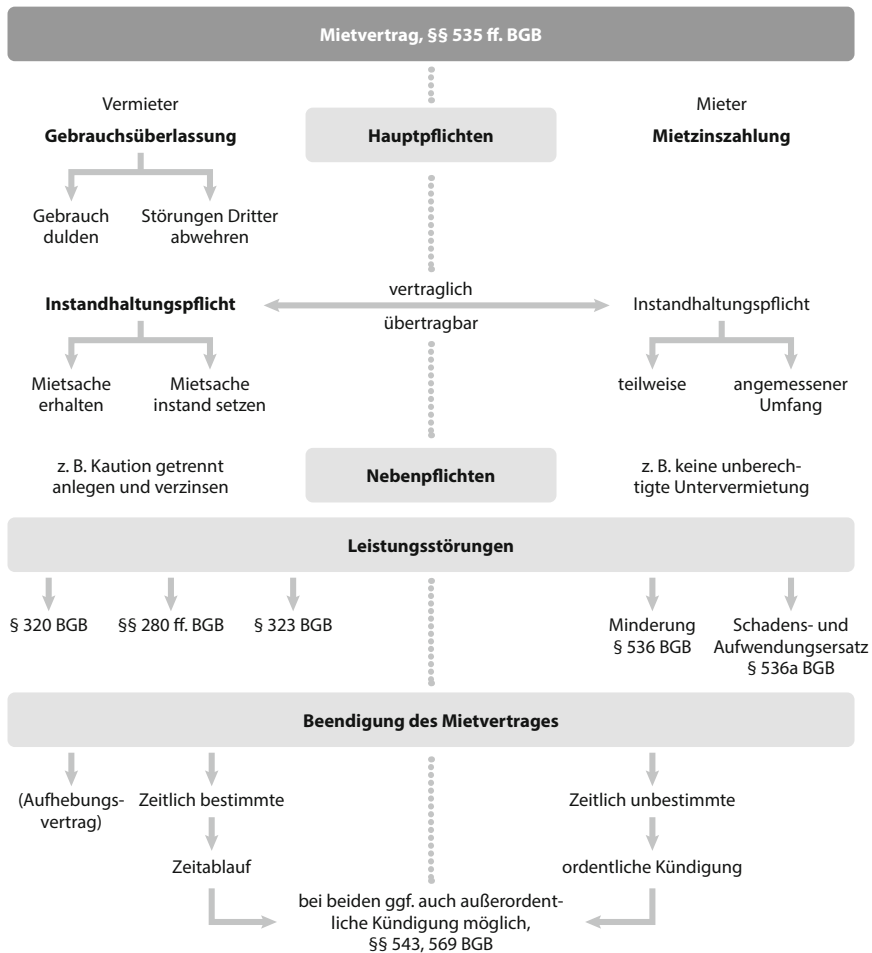 Mietvertrag, §§ 535 ff. BGB
Vermieter
Gebrauchsüberlassung
Hauptpflichten
Mieter
Mietzinszahlung
Gebrauch
dulden
Störungen Dritter
abwehren
Instandhaltungspflicht
vertraglich
übertragbar
Instandhaltungspflicht
Mietsache
erhalten
Mietsache
instand setzen
teilweise
angemessener
Umfang
z. B. Kaution getrennt
anlegen und verzinsen
Nebenpflichten
z. B. keine unberech-
tigte Untervermietung
Leistungsstörungen
§ 320 BGB
§§ 280 ff. BGB
§ 323 BGB
Minderung
§ 536 BGB
Schadens- und
Aufwendungsersatz
§ 536a BGB
Beendigung des Mietvertrages
(Aufhebungs-
vertrag)
Zeitlich bestimmte
Zeitlich unbestimmte
Zeitablauf
ordentliche Kündigung
bei beiden ggf. auch außerordent-
liche Kündigung möglich,
§§ 543, 569 BGB